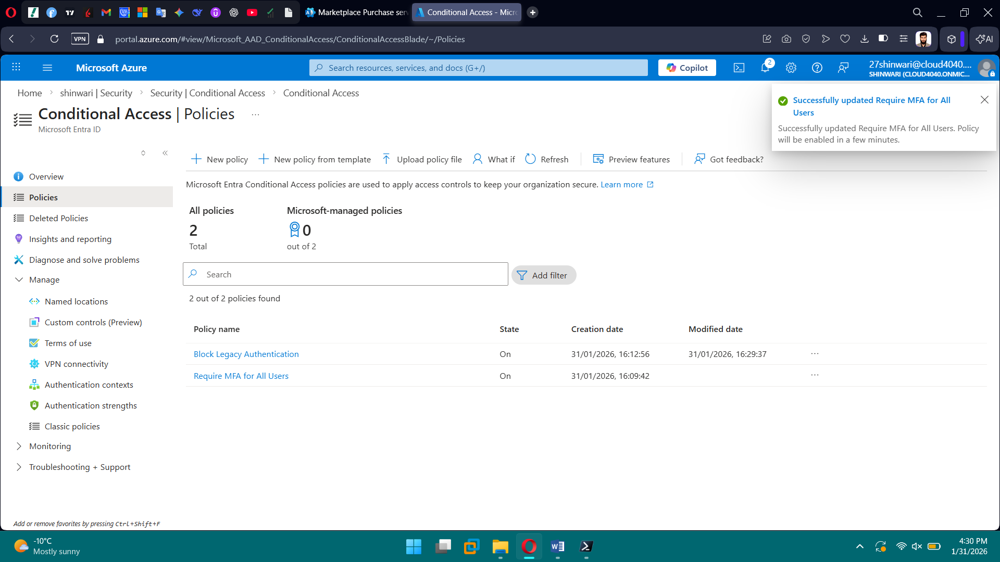 Marketplace Purchase ser
Conditional Access - Micr
VPN
portal.azure.com/#view/Microsoft_AAD_ConditionalAccess/ConditionalAccessBlade/~/Policies
AI
Microsoft Azure
Search resources, services, and docs (G+/)
Copilot
2
27shinwari@cloud4040....
SHINWARI (CLOUD4040.ONMIC...
Home
shinwari | Security
Security | Conditional Access
Conditional Access
Successfully updated Require MFA for All
Users
Successfully updated Require MFA for All Users. Policy
will be enabled in a few minutes.
Conditional Access | Policies
Microsoft Entra ID
New policy
New policy from template
Upload policy file
What if
Refresh
Preview features
Got feedback?
Overview
Policies
Deleted Policies
Insights and reporting
Diagnose and solve problems
Manage
Named locations
Custom controls (Preview)
Terms of use
VPN connectivity
Authentication contexts
Authentication strengths
Classic policies
Monitoring
Troubleshooting + Support
Add or remove favorites by pressing Ctrl+Shift+F
Microsoft Entra Conditional Access policies are used to apply access controls to keep your organization secure. Learn more
All policies
2
Total
Microsoft-managed policies
0
out of 2
Search
Add filter
2 out of 2 policies found
Policy name State Creation date Modified date
Block Legacy Authentication On 31/01/2026, 16:12:56 31/01/2026, 16:29:37
Require MFA for All Users On 31/01/2026, 16:09:42
-10°C
Mostly sunny
4:30 PM
1/31/2026